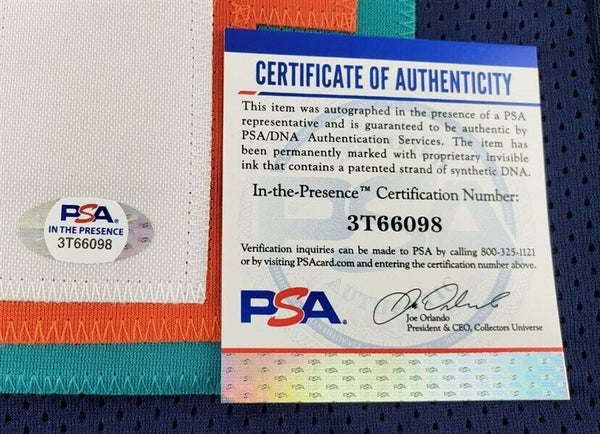 CERTIFICATE OF AUTHENTICITY
This item was autographed in the presence of a PSA
representative and is guaranteed to be authentic by
PSA/DNA Authentication Services. The item has
been permanently marked with proprietary invisible
ink that contains a patented strand of synthetic DNA.
In-the-Presence™ Certification Number:
3T66098
Verification inquiries can be made to PSA by calling 800-325-1121
or by visiting PSAcard.com and entering the certification number above.
PSA.
Joe Orlando
President & CEO, Collectors Universe
PSA.
IN THE PRESENCE
3T66098